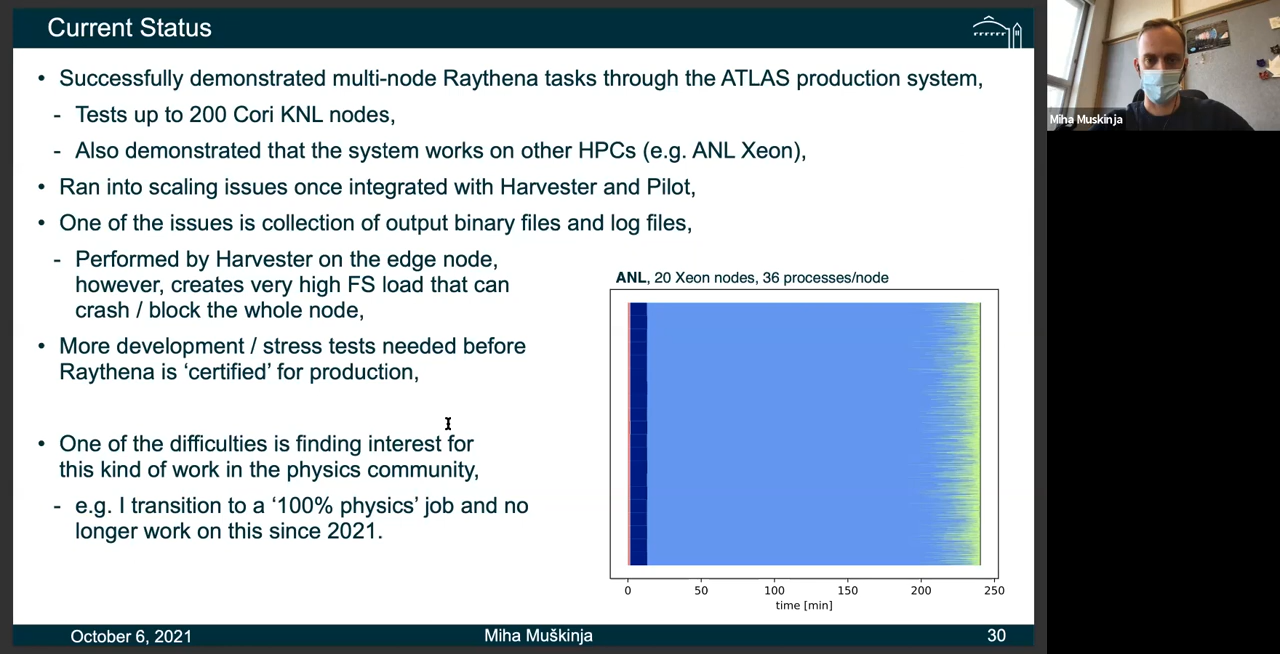 Current Status
• Successfully demonstrated multi-node Raythena tasks through the ATLAS production system,
- Tests up to 200 Cori KNL nodes,
- Also demonstrated that the system works on other HPCs (e.g. ANL Xeon),
• Ran into scaling issues once integrated with Harvester and Pilot,
• One of the issues is collection of output binary files and log files,
- Performed by Harvester on the edge node,
however, creates very high FS load that can
crash / block the whole node,
• More development / stress tests needed before
Raythena is ‘certified’ for production,
• One of the difficulties is finding interest for
this kind of work in the physics community,
- e.g. I transition to a ‘100% physics’ job and no
longer work on this since 2021.
ANL, 20 Xeon nodes, 36 processes/node
0 50 100 150 200 250
time [min]
October 6, 2021 Miha Muškinja 30
Miha Muskinja